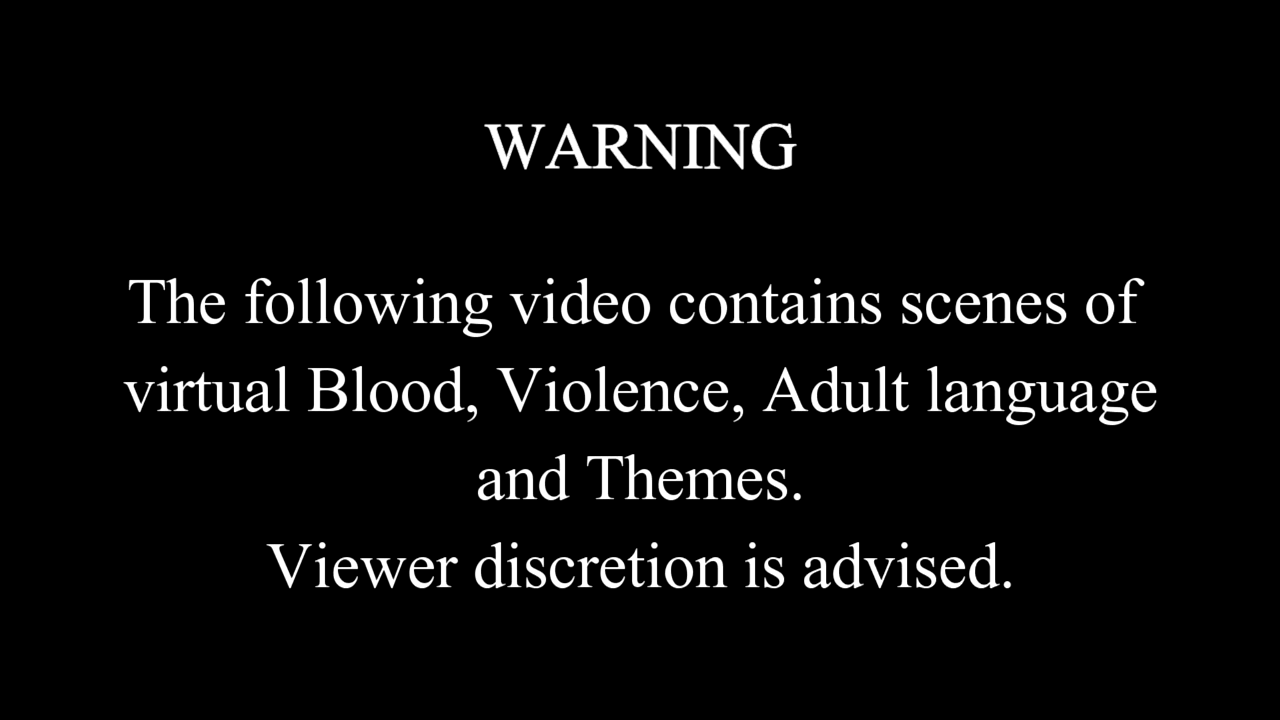 WARNING
The following video contains scenes of
virtual Blood, Violence, Adult language
and Themes.
Viewer discretion is advised.